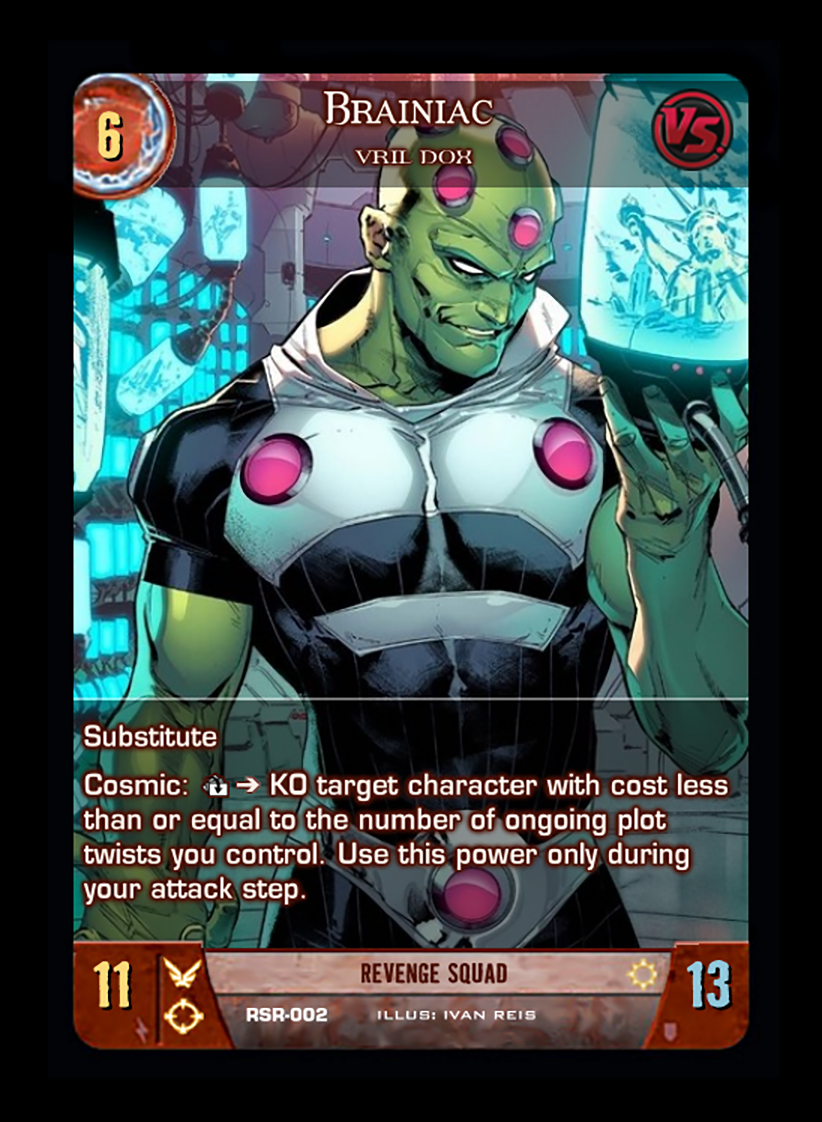 6
BRAINIAC
VS.
VRIL DOX
Substitute
Cosmic: ➔ KO target character with cost less
than or equal to the number of ongoing plot
twists you control. Use this power only during
your attack step.
11
REVENGE SQUAD
13
RSR-002 ILLUS: IVAN REIS